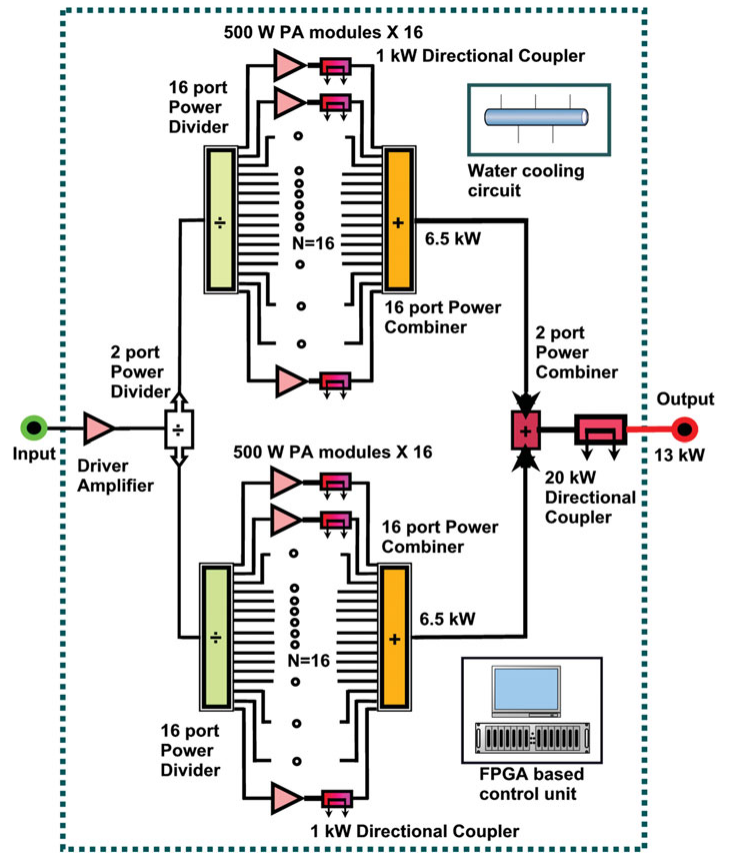 500 W PA modules X 16
1 kW Directional Coupler
16 port
Power
Divider
÷
+
N=16
6.5 kW
Water cooling
circuit
16 port Power
Combiner
2 port
Power
Divider
2 port
Power
Combiner
Input
Driver
Amplifier
÷
+
Output
13 kW
20 kW
Directional
Coupler
500 W PA modules X 16
16 port Power
Combiner
÷
+
N=16
6.5 kW
16 port
Power
Divider
FPGA based
control unit
1 kW Directional Coupler